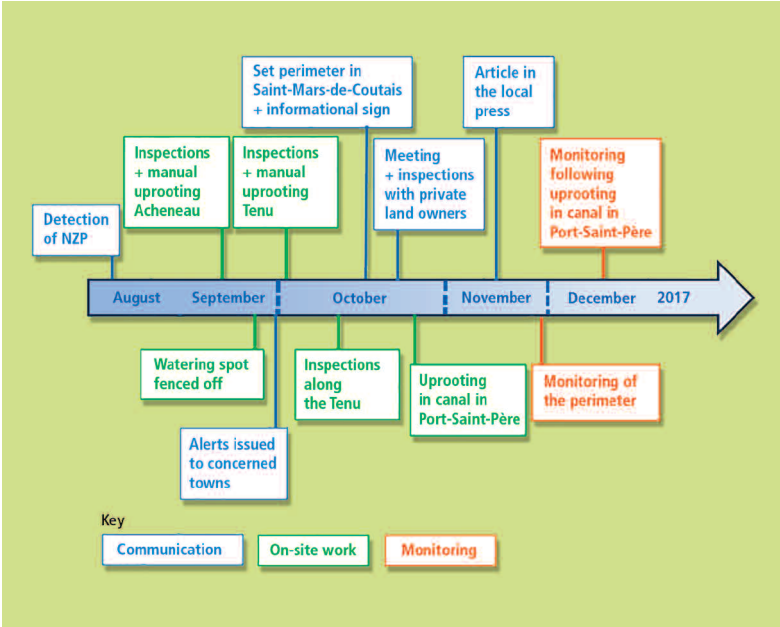 Set perimeter in
Saint-Mars-de-Coutais
+ informational sign
Article in
the local
press
Inspections
+ manual
uprooting
Acheneau
Inspections
+ manual
uprooting
Tenu
Meeting
+ inspections
with private
land owners
Monitoring
following
uprooting
in canal in
Port-Saint-Père
Detection
of NZP
August September October November December 2017
Watering spot
fenced off
Inspections
along
the Tenu
Uprooting
in canal in
Port-Saint-Père
Monitoring of
the perimeter
Alerts issued
to concerned
towns
Key
Communication
On-site work
Monitoring